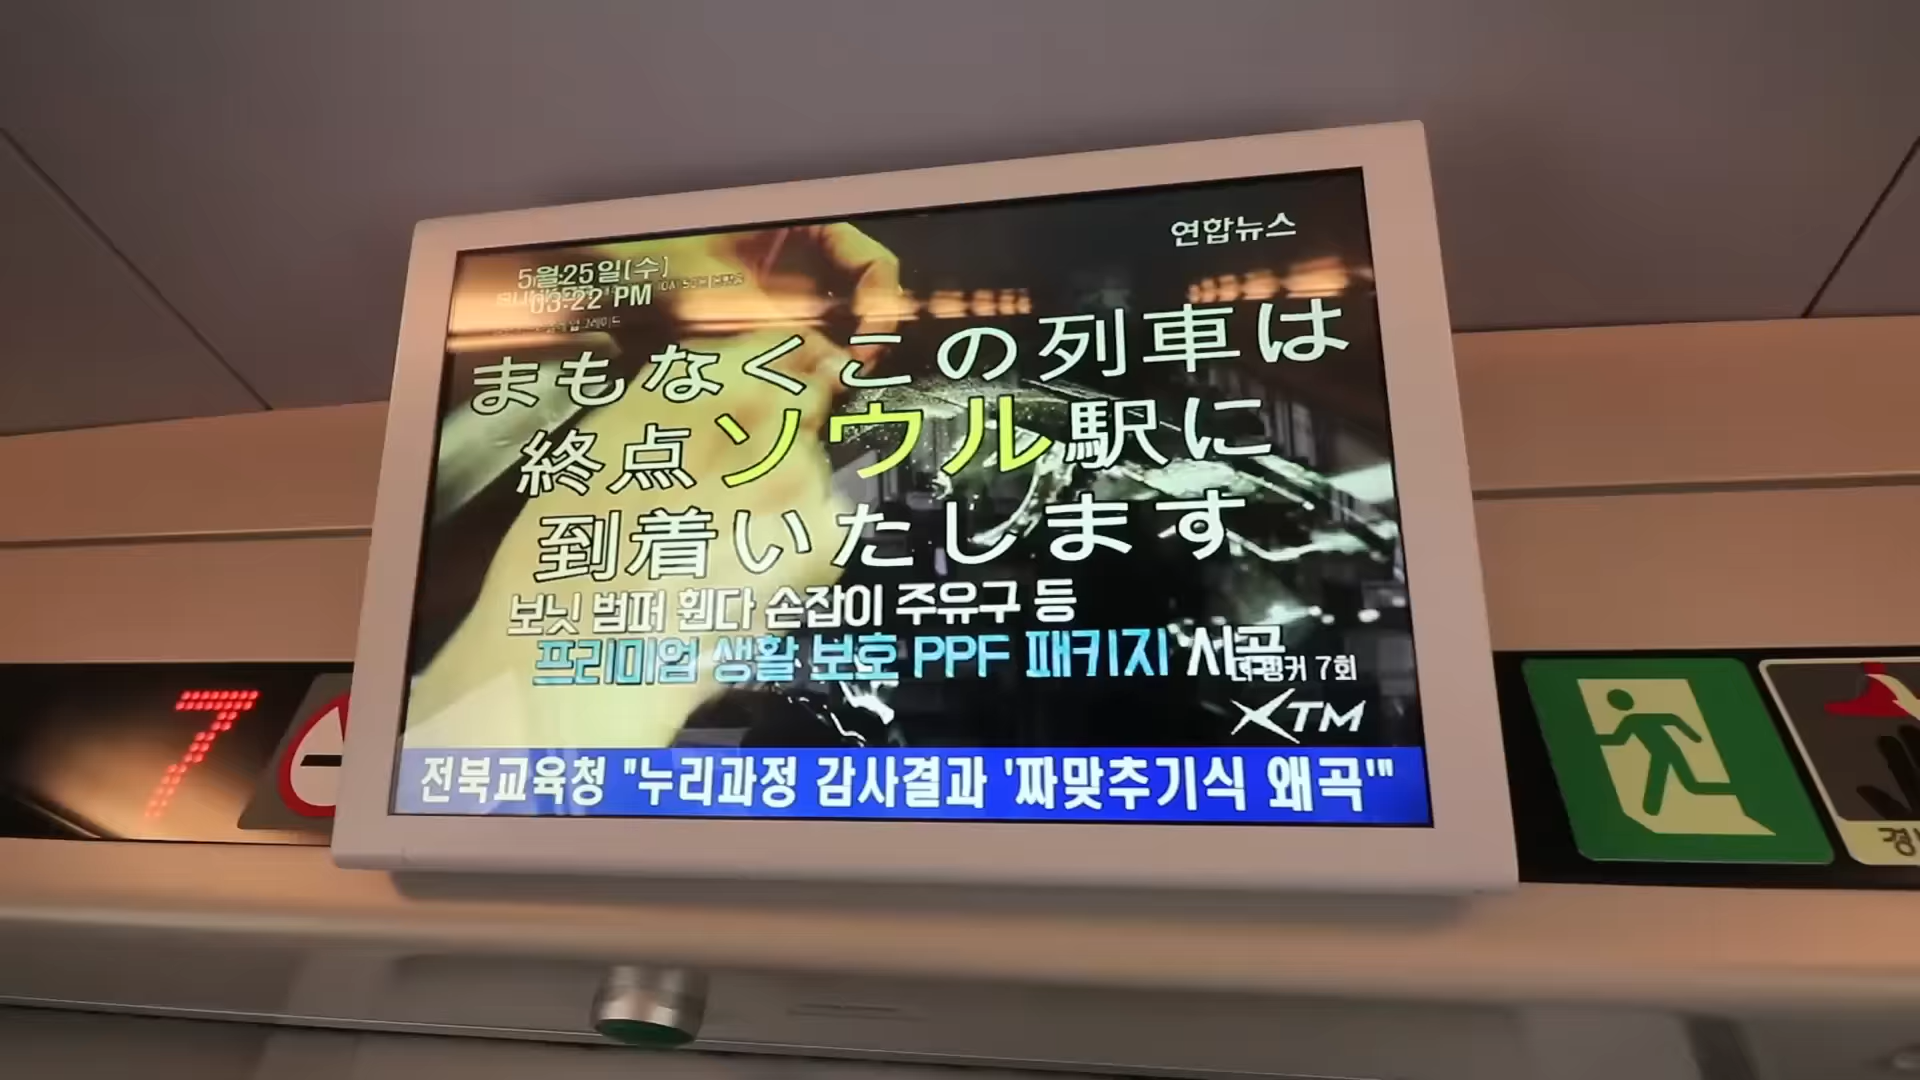 연합뉴스
5월25일(수)
03:22 PM
まもなくこの列車は
終点ソウル駅に
到着いたします
보닛 범퍼 휀다 손잡이 주유구 등
프리미엄 생활 보호 PPF 패키지 시공
7회
XTM
전북교육청 "누리과정 감사결과 '짜맞추기식 왜곡'"
7